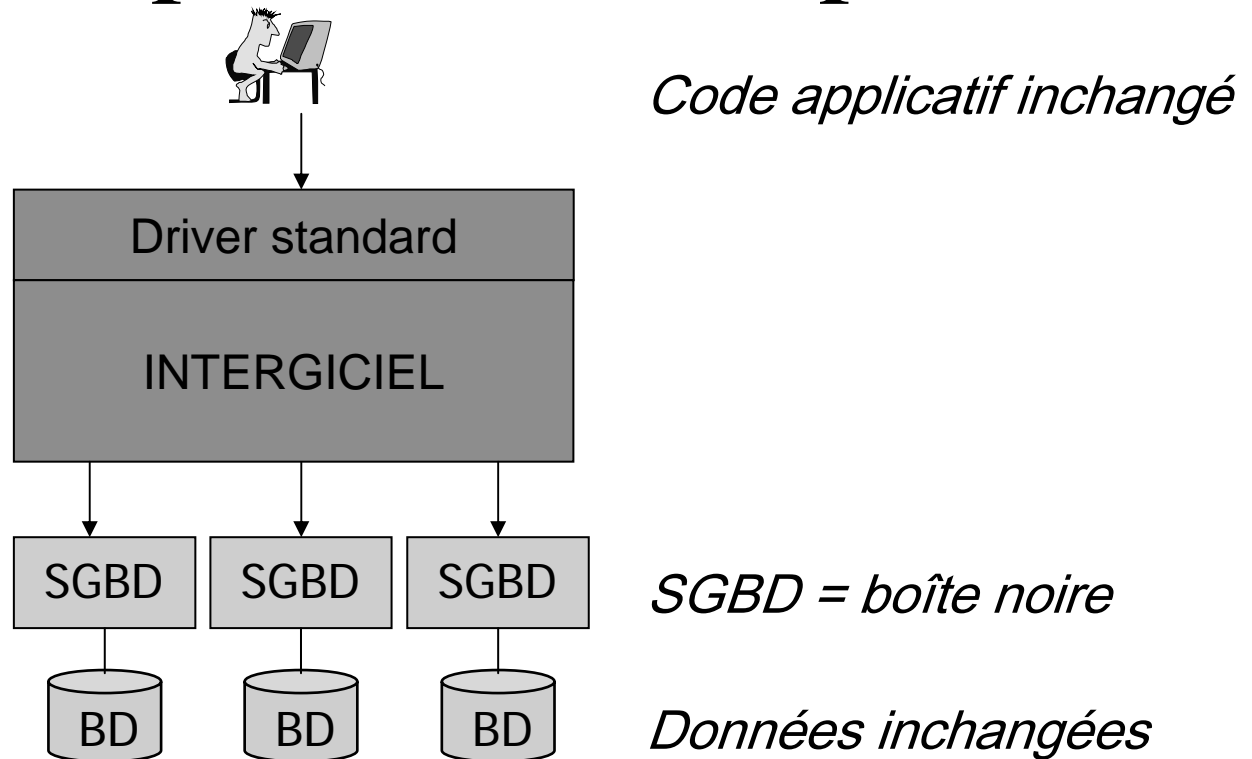 Code applicatif inchangé
Driver standard
INTERGICIEL
SGBD SGBD SGBD
SGBD = boîte noire
BD BD BD
Données inchangées